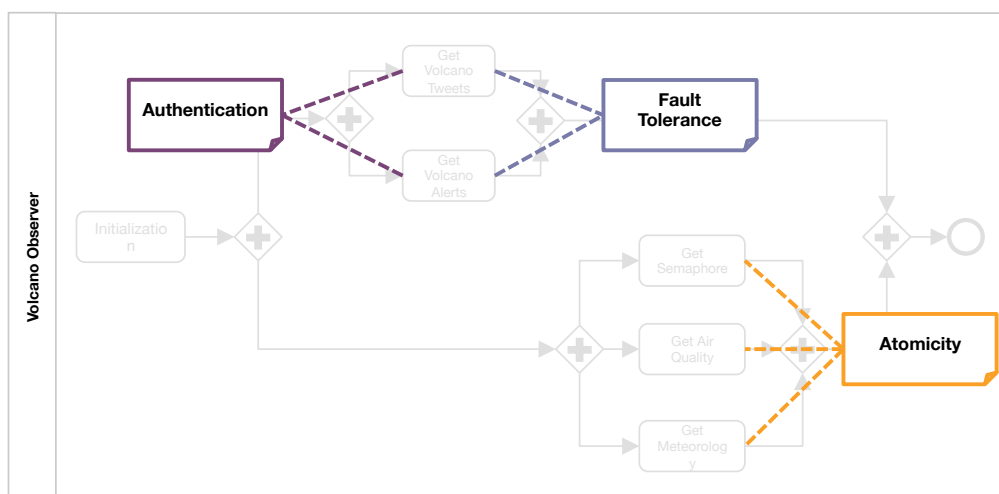 Volcano Observer
Get
Volcano
Tweets
Authentication
Fault
Tolerance
Get
Volcano
Alerts
Initializatio
n
Get
Semaphore
Get Air
Quality
Atomicity
Get
Meteorolog
y